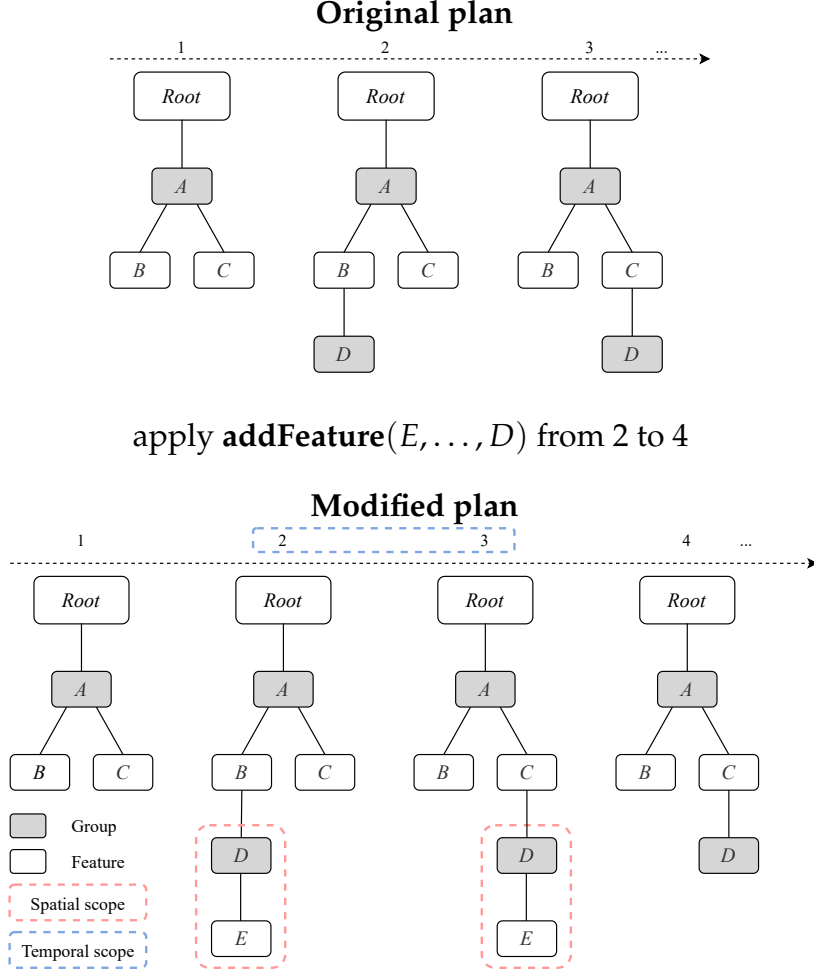 Original plan
1 2 3 ...
Root Root Root
A A A
B C B C B C
D D
apply addFeature(E, . . . , D) from 2 to 4
Modified plan
1 2 3 4 ...
Root Root Root Root
A A A A
B C B C B C B C
Group
D D D
Feature
Spatial scope
E E
Temporal scope